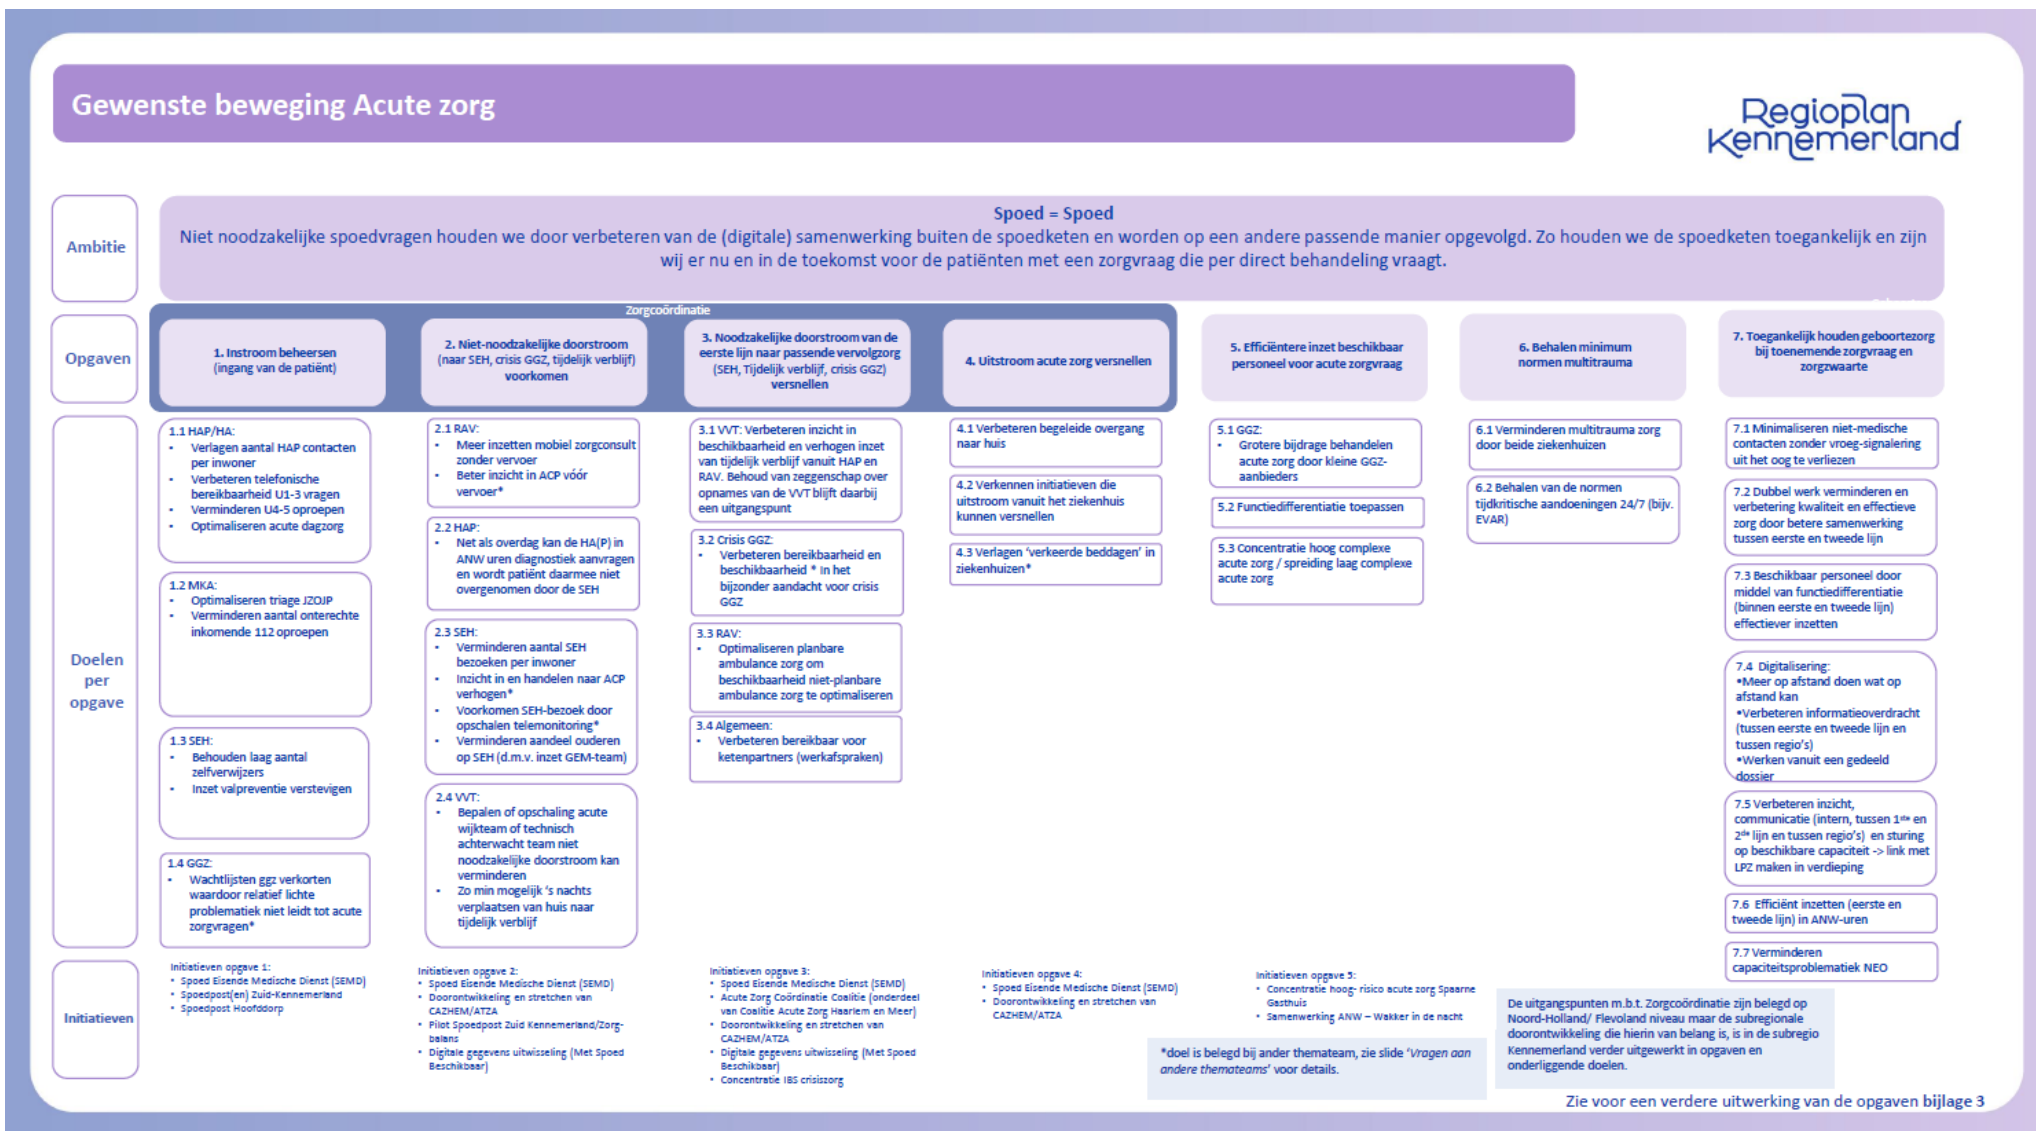 Gewenste beweging Acute zorg
Regioplan
Kennemerland
Ambitie
Spoed = Spoed
Niet noodzakelijke spoedvragen houden we door verbeteren van de (digitale) samenwerking buiten de spoedketen en worden op een andere passende manier opgevolgd. Zo houden we de spoedketen toegankelijk en zijn
wij er nu en in de toekomst voor de patiënten met een zorgvraag die per direct behandeling vraagt.
Zorgcoördinatie
Opgaven
1. Instroom beheersen
(ingang van de patiënt)
2. Niet-noodzakelijke doorstroom
(naar SEH, crisis GGZ, tijdelijk verblijf)
voorkomen
3. Noodzakelijke doorstroom van de
eerste lijn naar passende vervolgzorg
(SEH, Tijdelijk verblijf, crisis GGZ)
versnellen
4. Uitstroom acute zorg versnellen
5. Efficiëntere inzet beschikbaar
personeel voor acute zorgvraag
6. Behalen minimum
normen multitrauma
7. Toegankelijk houden geboortezorg
bij toenemende zorgvraag en
zorgzwaarte
Doelen
per
opgave
1.1 HAP/HA:
• Verlagen aantal HAP contacten
per inwoner
• Verbeteren telefonische
bereikbaarheid U1-3 vragen
• Verminderen U4-5 oproepen
• Optimaliseren acute dagzorg
1.2 MKA:
• Optimaliseren triage JZOJP
• Verminderen aantal onterechte
inkomende 112 oproepen
1.3 SEH:
• Behouden laag aantal
zelfverwijzers
• Inzet valpreventie verstevigen
1.4 GGZ:
• Wachtlijsten ggz verkorten
waardoor relatief lichte
problematiek niet leidt tot acute
zorgvragen*
2.1 RAV:
• Meer inzetten mobiel zorgconsult
zonder vervoer
• Beter inzicht in ACP vóór
vervoer*
2.2 HAP:
• Net als overdag kan de HA(P) in
ANW uren diagnostiek aanvragen
en wordt patiënt daarmee niet
overgenomen door de SEH
2.3 SEH:
• Verminderen aantal SEH
bezoeken per inwoner
• Inzicht in en handelen naar ACP
verhogen*
• Voorkomen SEH-bezoek door
opschalen telemonitoring*
• Verminderen aandeel ouderen
op SEH (d.m.v. inzet GEM-team)
2.4 VVT:
• Bepalen of opschaling acute
wijkteam of technisch
achterwacht team niet
noodzakelijke doorstroom kan
verminderen
• Zo min mogelijk 's nachts
verplaatsen van huis naar
tijdelijk verblijf
3.1 VVT: Verbeteren inzicht in
beschikbaarheid en verhogen inzet
van tijdelijk verblijf vanuit HAP en
RAV. Behoud van zeggenschap over
opnames van de VVT blijft daarbij
een uitgangspunt
3.2 Crisis GGZ:
• Verbeteren bereikbaarheid en
beschikbaarheid * In het
bijzonder aandacht voor crisis
GGZ
3.3 RAV:
• Optimaliseren planbare
ambulance zorg om
beschikbaarheid niet-planbare
ambulance zorg te optimaliseren
3.4 Algemeen:
• Verbeteren bereikbaar voor
ketenpartners (werkafspraken)
4.1 Verbeteren begeleide overgang
naar huis
4.2 Verkennen initiatieven die
uitstroom vanuit het ziekenhuis
kunnen versnellen
4.3 Verlagen 'verkeerde beddagen' in
ziekenhuizen*
5.1 GGZ:
• Grotere bijdrage behandelen
acute zorg door kleine GGZ-
aanbieders
5.2 Functiedifferentiatie toepassen
5.3 Concentratie hoog complexe
acute zorg / spreiding laag complexe
acute zorg
6.1 Verminderen multitrauma zorg
door beide ziekenhuizen
6.2 Behalen van de normen
tijdkritische aandoeningen 24/7 (bijv.
EVAR)
7.1 Minimaliseren niet-medische
contacten zonder vroeg-signalering
uit het oog te verliezen
7.2 Dubbel werk verminderen en
verbetering kwaliteit en effectieve
zorg door betere samenwerking
tussen eerste en tweede lijn
7.3 Beschikbaar personeel door
middel van functiedifferentiatie
(binnen eerste en tweede lijn)
effectiever inzetten
7.4 Digitalisering:
•Meer op afstand doen wat op
afstand kan
•Verbeteren informatieoverdracht
(tussen eerste en tweede lijn en
tussen regio's)
•Werken vanuit een gedeeld
dossier
7.5 Verbeteren inzicht,
communicatie (intern, tussen 1ste en
2de lijn en tussen regio's) en sturing
op beschikbare capaciteit -> link met
LPZ maken in verdieping
7.6 Efficiënt inzetten (eerste en
tweede lijn) in ANW-uren
7.7 Verminderen
capaciteitsproblematiek NEO
Initiatieven
Initiatieven opgave 1:
• Spoed Eisende Medische Dienst (SEMD)
• Spoedpost(en) Zuid-Kennemerland
• Spoedpost Hoofddorp
Initiatieven opgave 2:
• Spoed Eisende Medische Dienst (SEMD)
• Doorontwikkeling en stretchen van
CAZHEM/ATZA
• Pilot Spoedpost Zuid Kennemerland/Zorg-
balans
• Digitale gegevens uitwisseling (Met Spoed
Beschikbaar)
Initiatieven opgave 3:
• Spoed Eisende Medische Dienst (SEMD)
• Acute Zorg Coördinatie Coalitie (onderdeel
van Coalitie Acute Zorg Haarlem en Meer)
• Doorontwikkeling en stretchen van
CAZHEM/ATZA
• Digitale gegevens uitwisseling (Met Spoed
Beschikbaar)
• Concentratie IBS crisiszorg
Initiatieven opgave 4:
• Spoed Eisende Medische Dienst (SEMD)
• Doorontwikkeling en stretchen van
CAZHEM/ATZA
Initiatieven opgave 5:
• Concentratie hoog- risico acute zorg Spaarne
Gasthuis
• Samenwerking ANW – Wakker in de nacht
*doel is belegd bij ander themateam, zie slide 'Vragen aan
andere themateams' voor details.
De uitgangspunten m.b.t. Zorgcoördinatie zijn belegd op
Noord-Holland/ Flevoland niveau maar de subregionale
doorontwikkeling die hierin van belang is, is in de subregio
Kennemerland verder uitgewerkt in opgaven en
onderliggende doelen.
Zie voor een verdere uitwerking van de opgaven bijlage 3